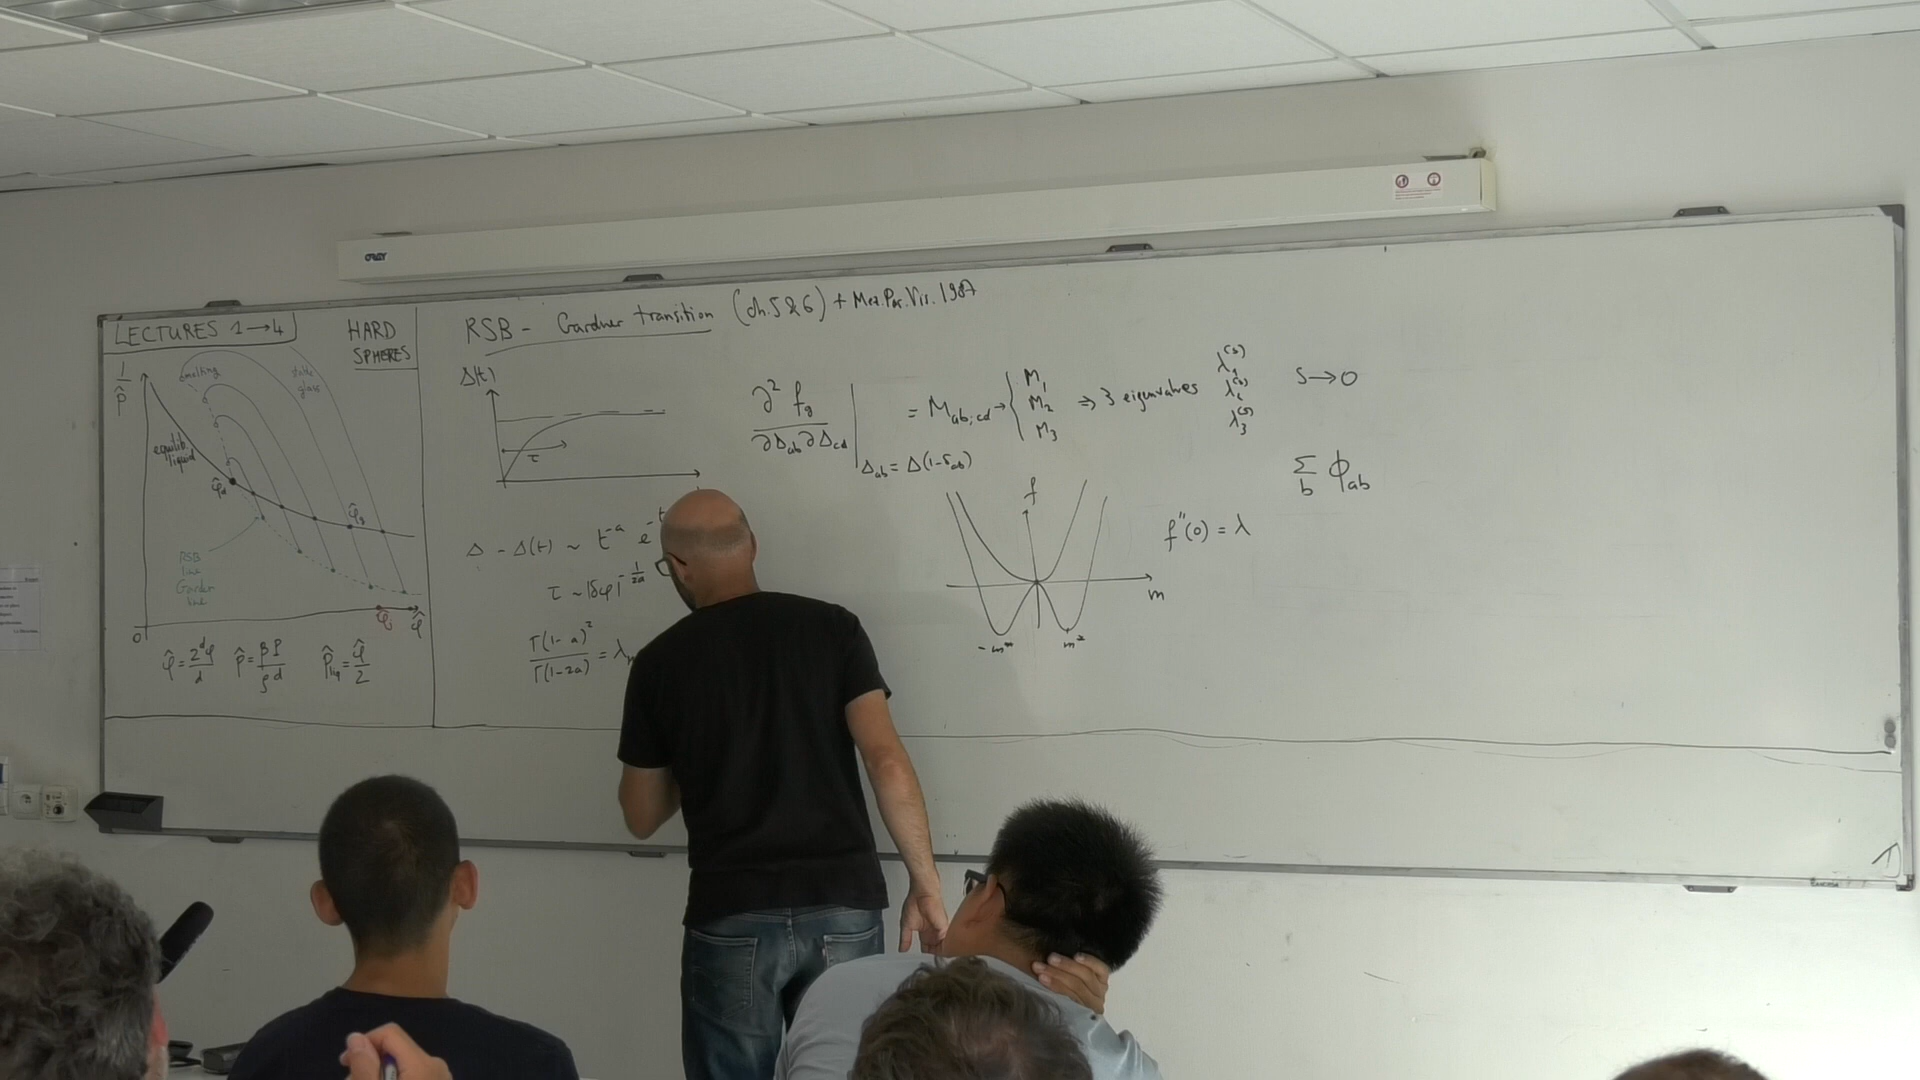 LECTURES 1→4
HARD
SPHERES
1/p̂
melting
stable
glass
equilib.
liquid
φ̂_d
φ̂_g
RSB
line
Gardner
line
0
φ̂_j
φ̂
φ̂ = 2^d φ / d   p̂ = βP / ρd   p̂_liq = φ̂ / 2
RSB - Gardner transition (ch. 5 & 6) + Mez. Par. Vir. 1987
Δ(t)
τ
Δ - Δ(t) ~ t^-a e^-t
τ ~ |δφ|^-1/2a
Γ(1-a)² / Γ(1-2a) = λ
∂² f_g / ∂Δ_ab ∂Δ_cd | Δ_ab = Δ(1-δ_ab) = M_ab;cd → { M_1 M_2 M_3 ⇒ 3 eigenvalues λ_1^(s) λ_2^(s) λ_3^(s)   s → 0
Σ_b ϕ_ab
f
m
f''(0) = λ
-m* m*